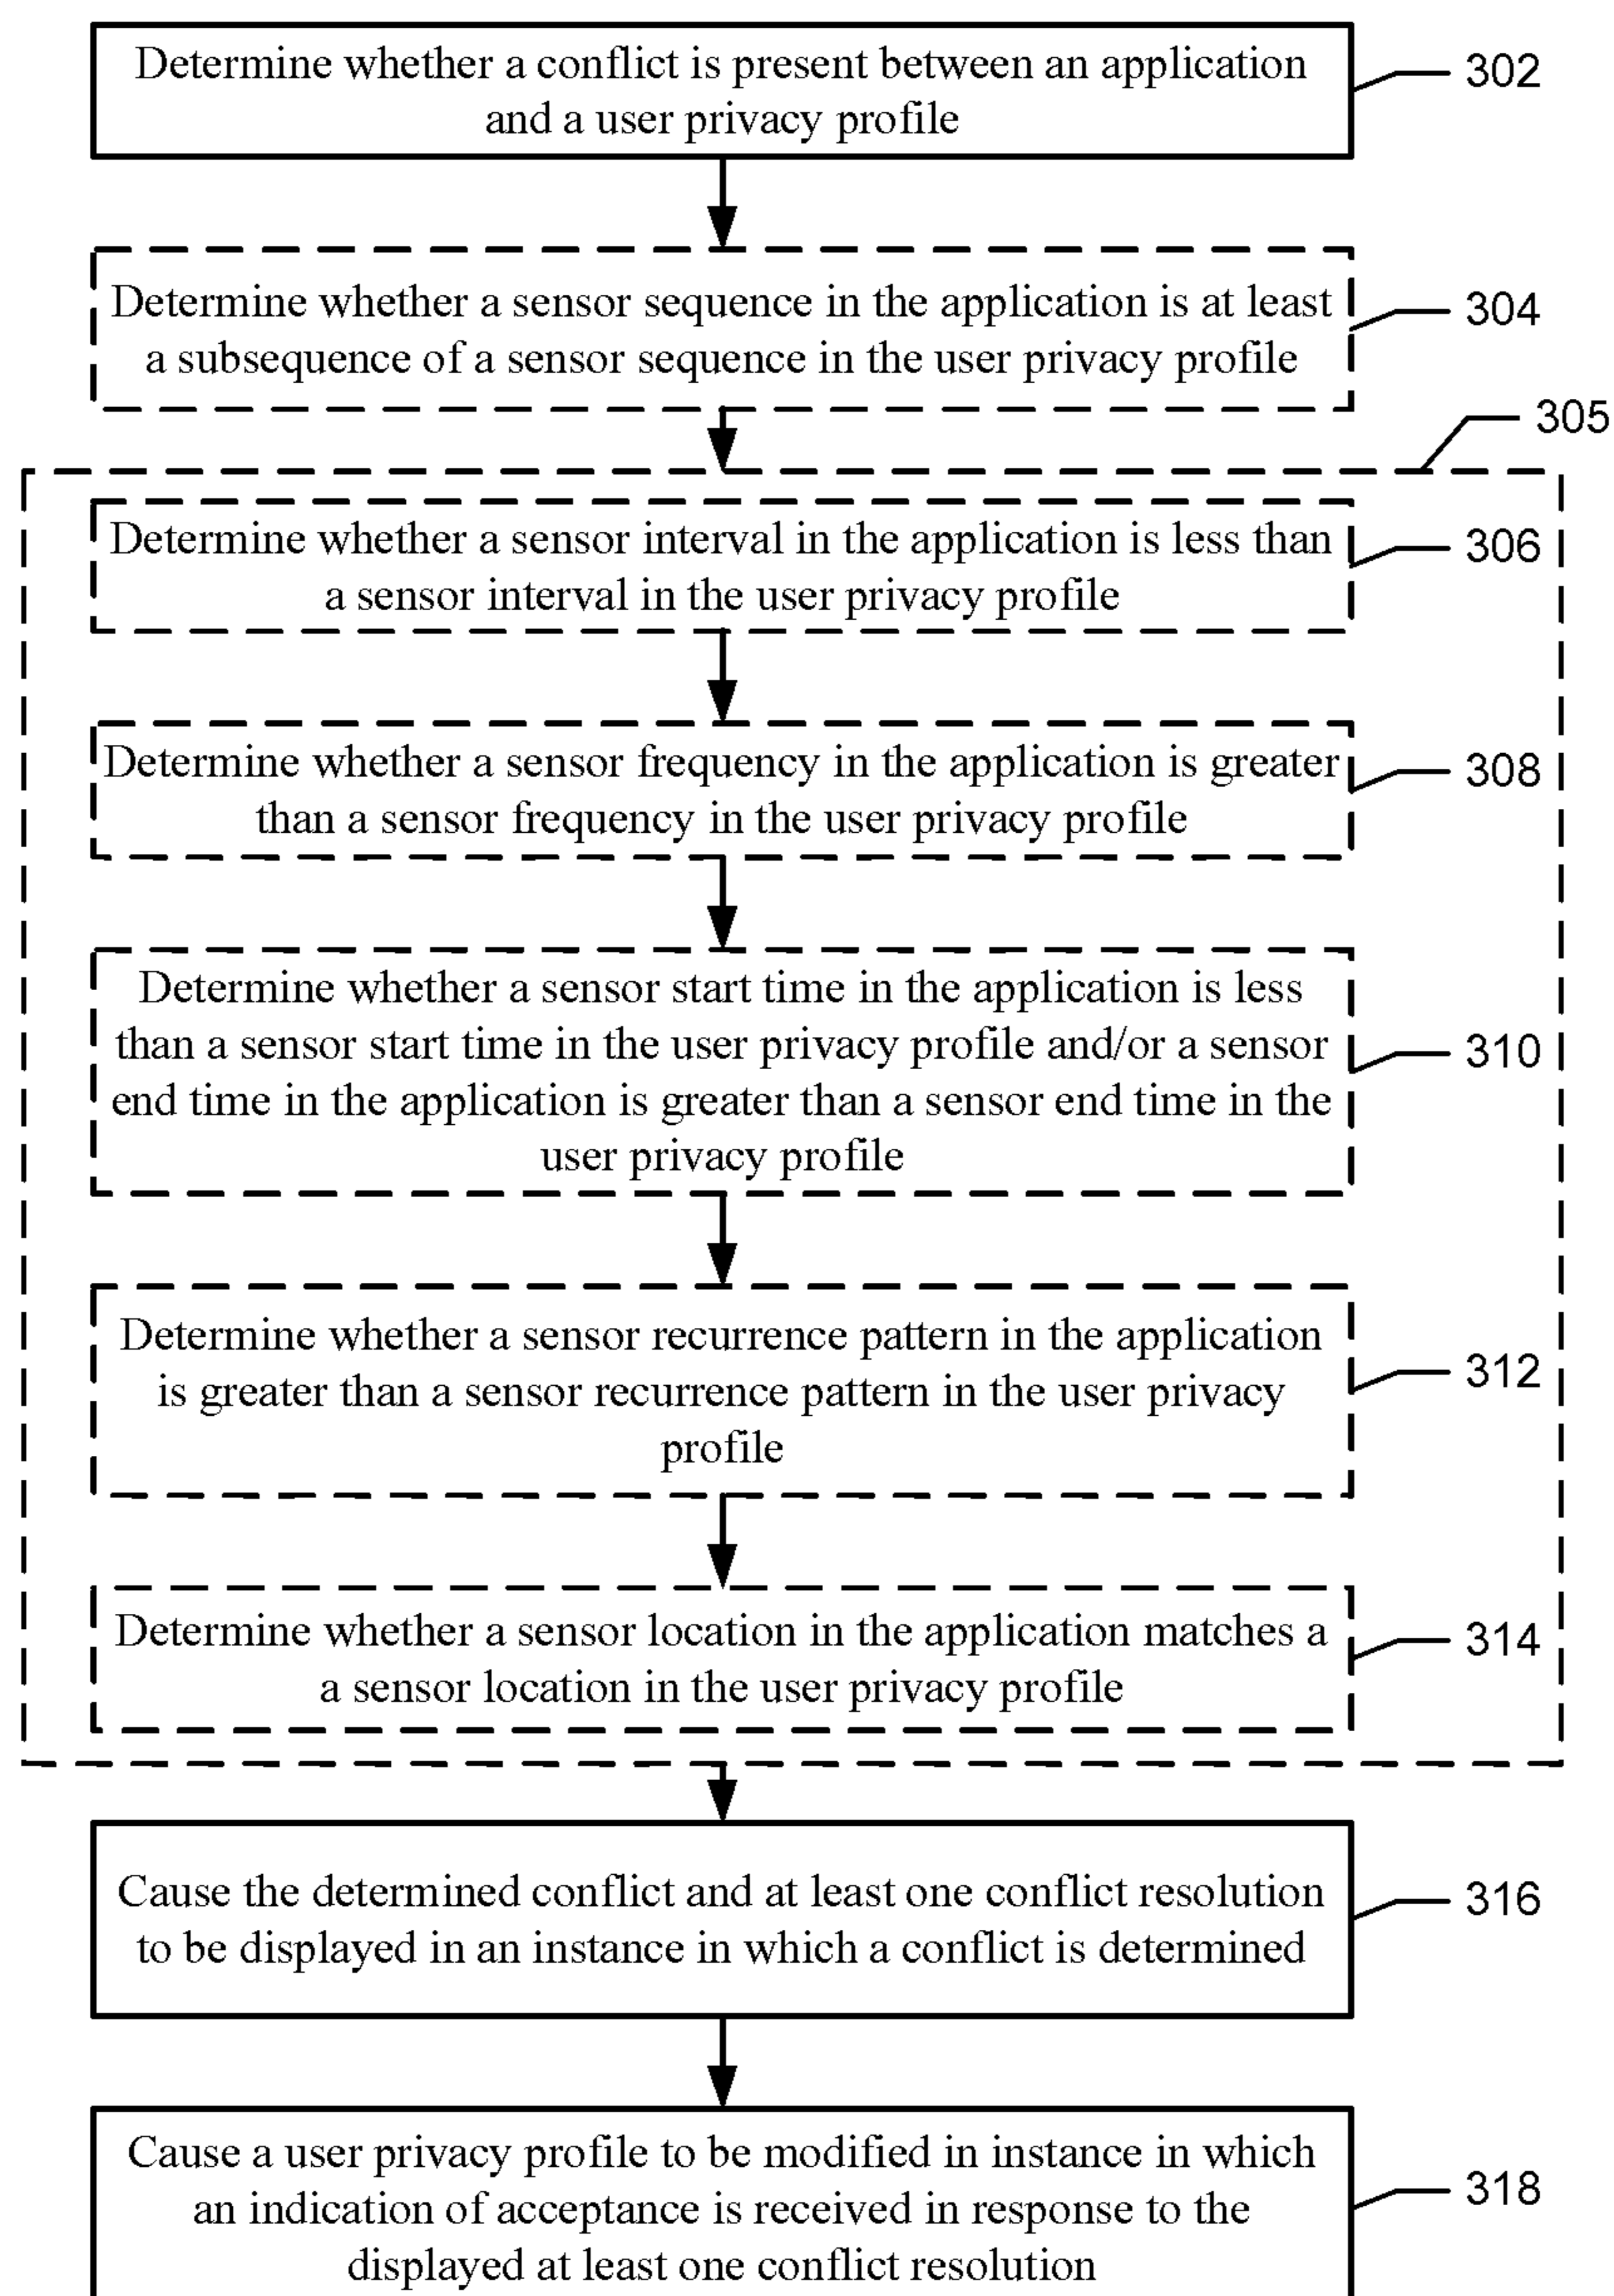 Determine whether a conflict is present between an application
and a user privacy profile
302
Determine whether a sensor sequence in the application is at least
a subsequence of a sensor sequence in the user privacy profile
304
305
Determine whether a sensor interval in the application is less than
a sensor interval in the user privacy profile
306
Determine whether a sensor frequency in the application is greater
than a sensor frequency in the user privacy profile
308
Determine whether a sensor start time in the application is less
than a sensor start time in the user privacy profile and/or a sensor
end time in the application is greater than a sensor end time in the
user privacy profile
310
Determine whether a sensor recurrence pattern in the application
is greater than a sensor recurrence pattern in the user privacy
profile
312
Determine whether a sensor location in the application matches a
a sensor location in the user privacy profile
314
Cause the determined conflict and at least one conflict resolution
to be displayed in an instance in which a conflict is determined
316
Cause a user privacy profile to be modified in instance in which
an indication of acceptance is received in response to the
displayed at least one conflict resolution
318